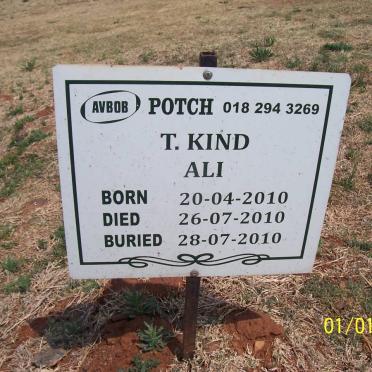 AVBOB POTCH 018 294 3269
T. KIND
ALI
BORN 20-04-2010
DIED 26-07-2010
BURIED 28-07-2010
01/01